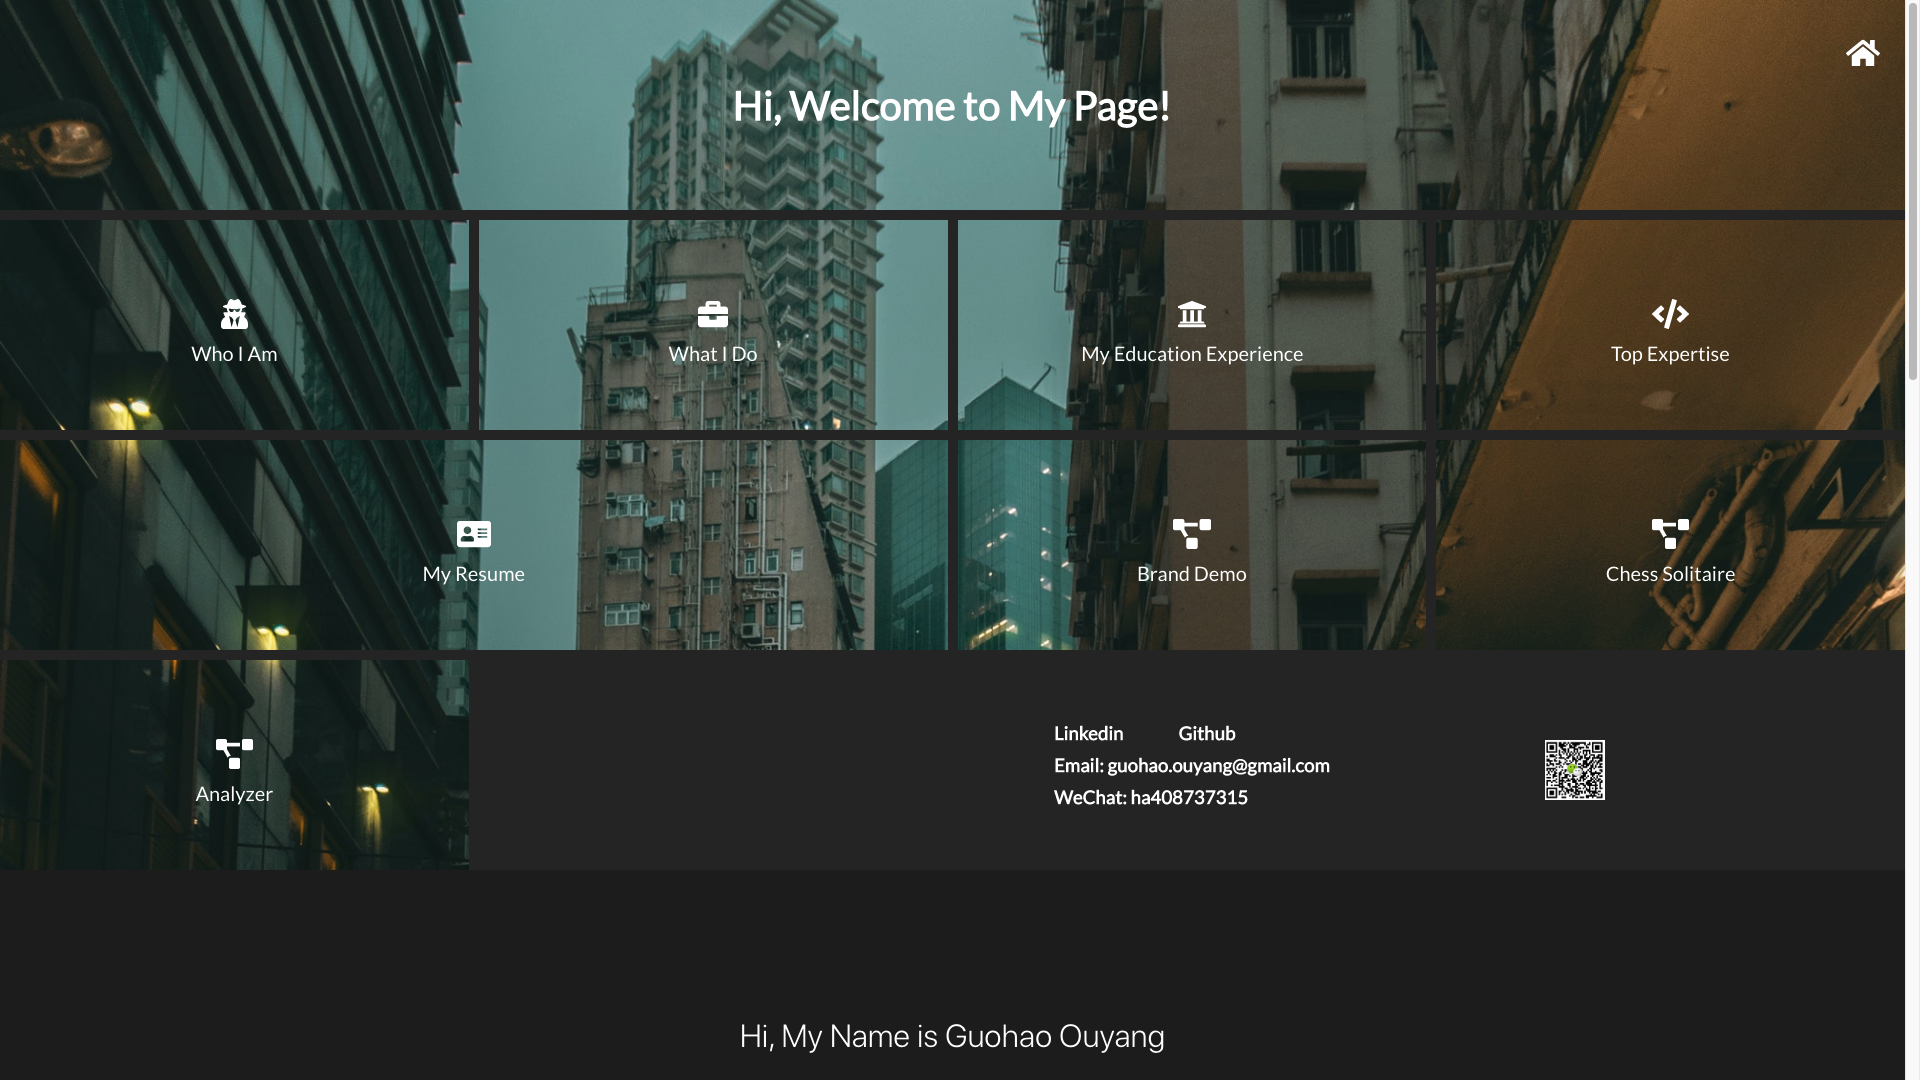 Hi, Welcome to My Page!
Who I Am
What I Do
My Education Experience
Top Expertise
My Resume
Brand Demo
Chess Solitaire
Analyzer
Linkedin Github
Email: guohao.ouyang@gmail.com
WeChat: ha408737315
Hi, My Name is Guohao Ouyang